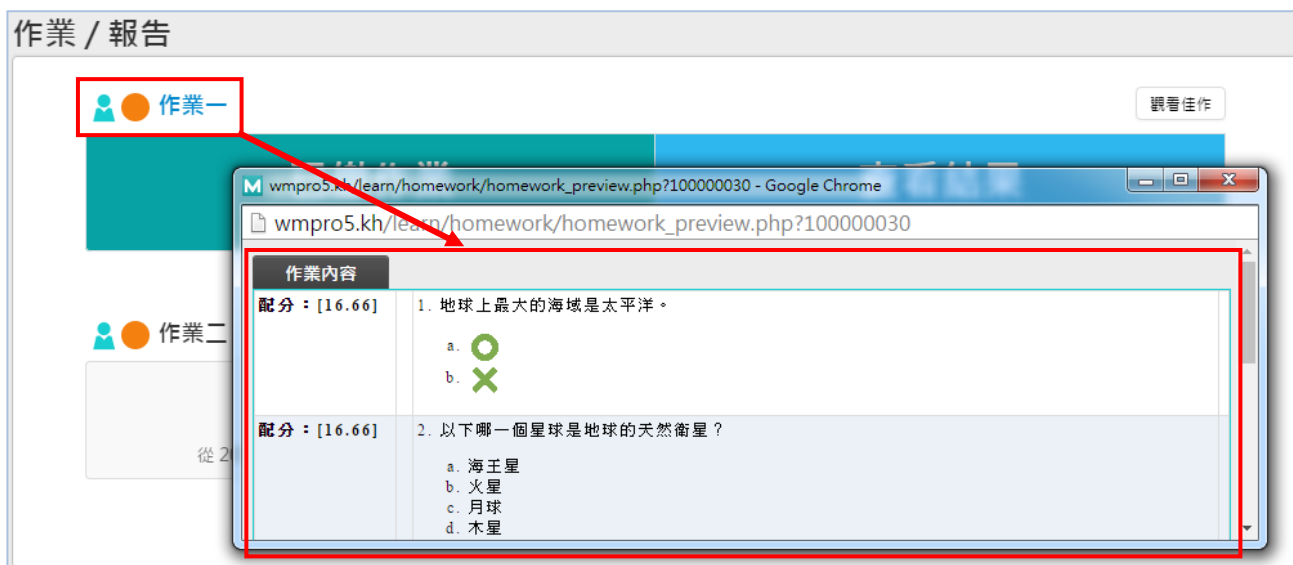 作業 / 報告
作業一
觀看佳作
wmpro5.kh/learn/homework/homework_preview.php?100000030 - Google Chrome
wmpro5.kh/learn/homework/homework_preview.php?100000030
作業內容
配分：[16.66]
1. 地球上最大的海域是太平洋。
a.
b.
作業二
配分：[16.66]
2. 以下哪一個星球是地球的天然衛星？
a. 海王星
b. 火星
c. 月球
d. 木星
從 2